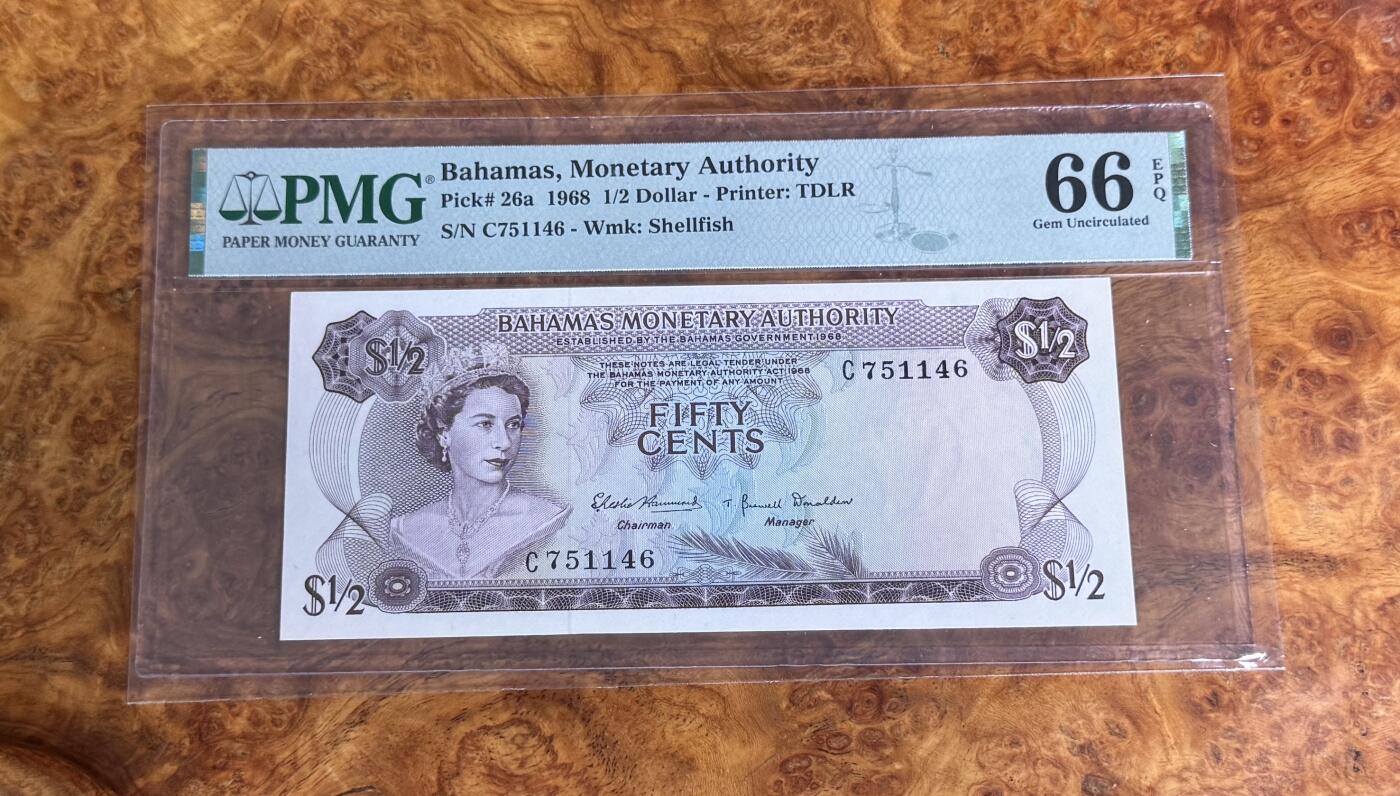 PMG®
PAPER MONEY GUARANTY
Bahamas, Monetary Authority
Pick# 26a 1968 1/2 Dollar - Printer: TDLR
S/N C751146 - Wmk: Shellfish
66 EPQ
Gem Uncirculated
BAHAMAS MONETARY AUTHORITY
ESTABLISHED BY THE BAHAMAS GOVERNMENT 1968
$1/2
$1/2
THESE NOTES ARE LEGAL TENDER UNDER
THE BAHAMAS MONETARY AUTHORITY ACT 1968
FOR THE PAYMENT OF ANY AMOUNT
C 751146
FIFTY
CENTS
Chairman
Manager
C 751146
$1/2
$1/2